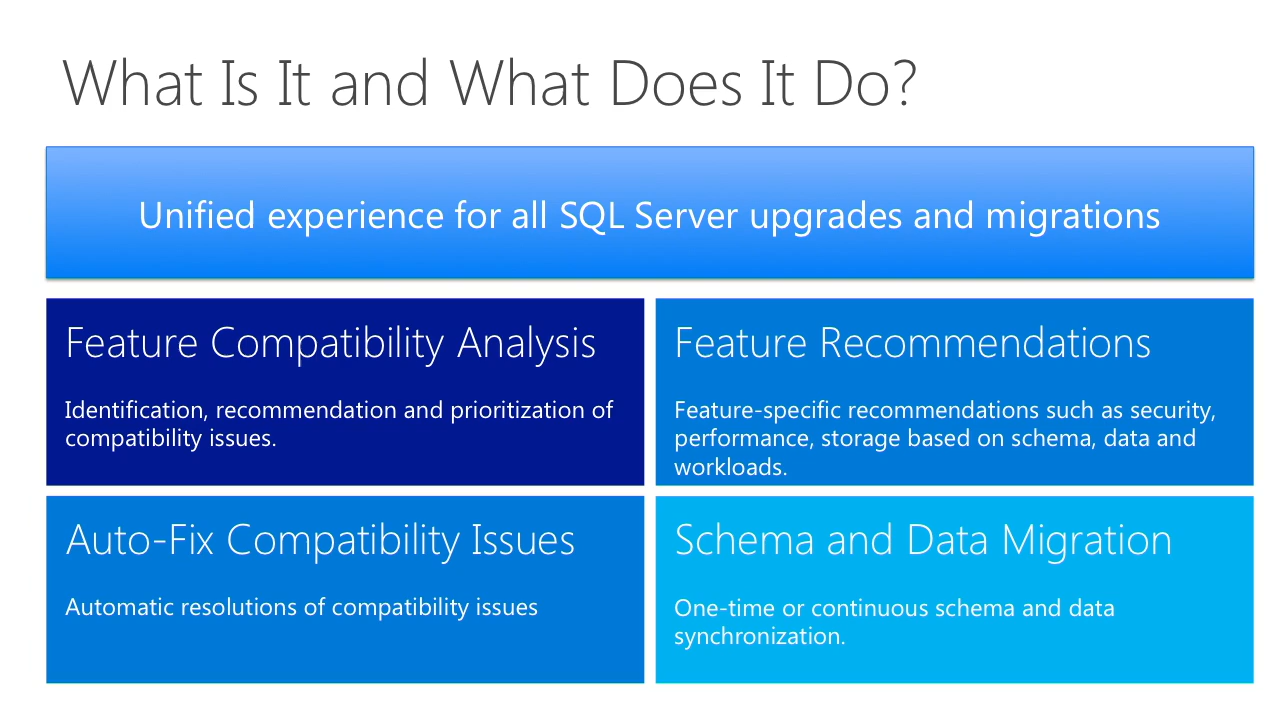 What Is It and What Does It Do?
Unified experience for all SQL Server upgrades and migrations
Feature Compatibility Analysis
Identification, recommendation and prioritization of
compatibility issues.
Feature Recommendations
Feature-specific recommendations such as security,
performance, storage based on schema, data and
workloads.
Auto-Fix Compatibility Issues
Automatic resolutions of compatibility issues
Schema and Data Migration
One-time or continuous schema and data
synchronization.